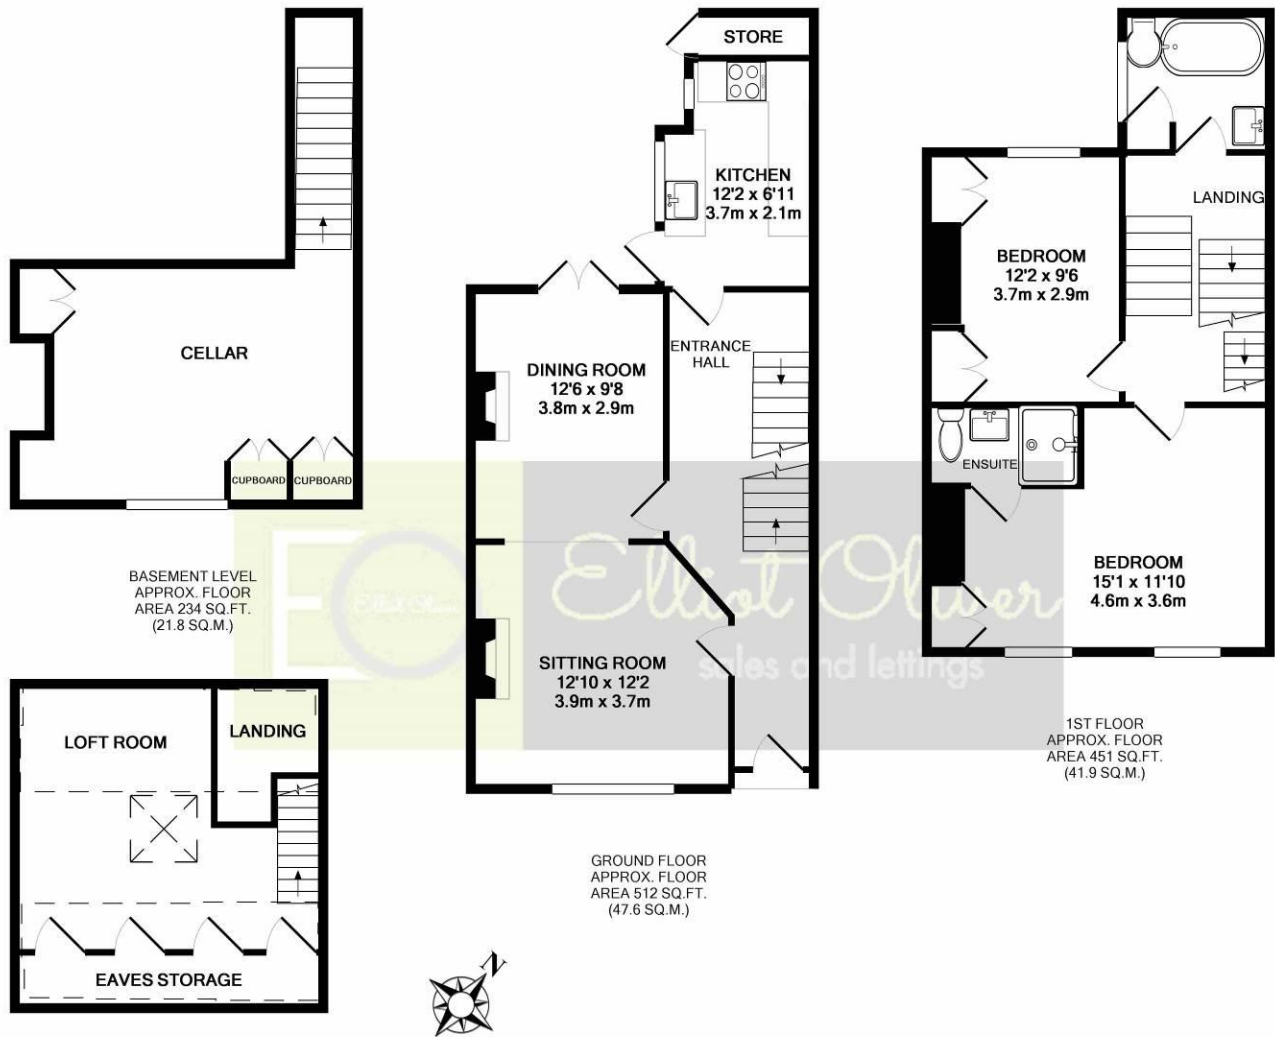 STORE
KITCHEN
12'2 x 6'11
3.7m x 2.1m
LANDING
BEDROOM
12'2 x 9'6
3.7m x 2.9m
CELLAR
ENTRANCE
HALL
DINING ROOM
12'6 x 9'8
3.8m x 2.9m
CUPBOARD
CUPBOARD
ENSUITE
BASEMENT LEVEL
APPROX. FLOOR
AREA 234 SQ.FT.
(21.8 SQ.M.)
EO
Elliot Oliver
Elliot Oliver
sales and lettings
BEDROOM
15'1 x 11'10
4.6m x 3.6m
SITTING ROOM
12'10 x 12'2
3.9m x 3.7m
LOFT ROOM
LANDING
1ST FLOOR
APPROX. FLOOR
AREA 451 SQ.FT.
(41.9 SQ.M.)
GROUND FLOOR
APPROX. FLOOR
AREA 512 SQ.FT.
(47.6 SQ.M.)
EAVES STORAGE
N